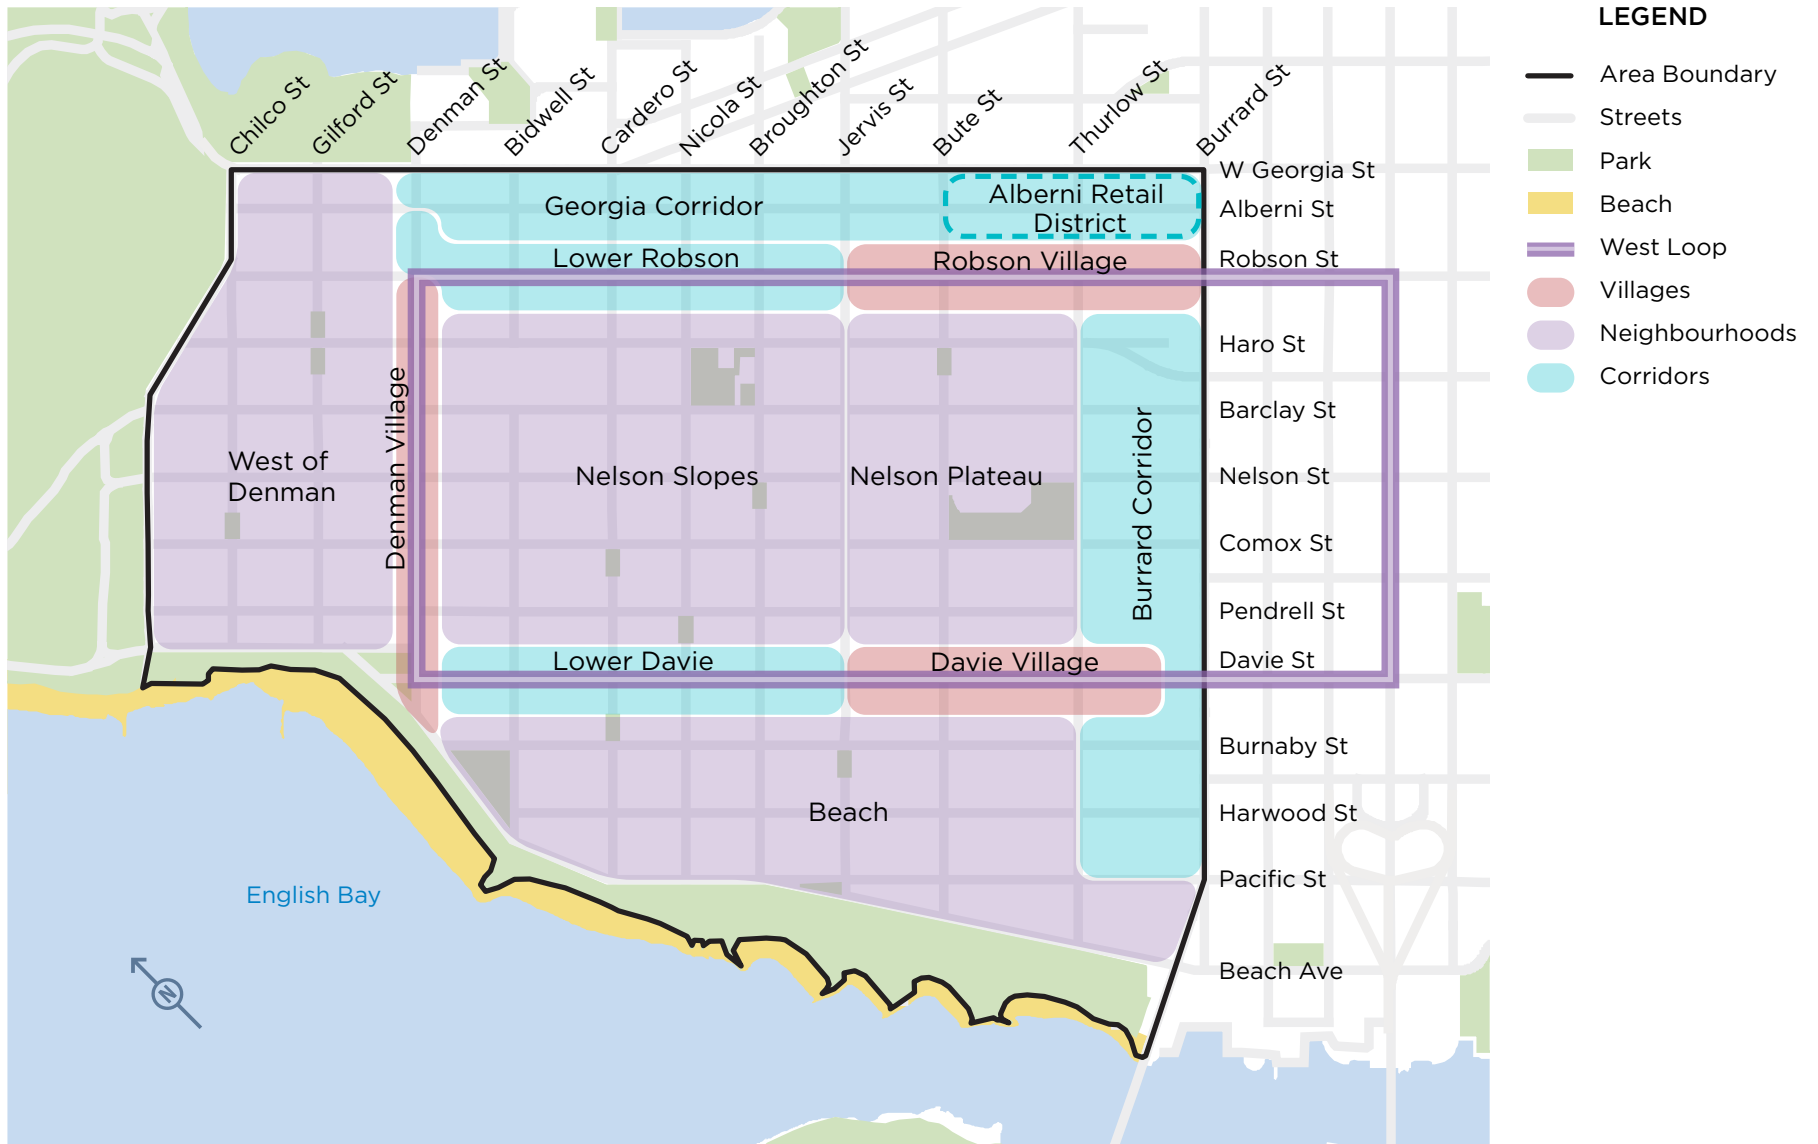 LEGEND
Area Boundary
Streets
Park
Beach
West Loop
Villages
Neighbourhoods
Corridors
Chilco St
Gilford St
Denman St
Bidwell St
Cardero St
Nicola St
Broughton St
Jervis St
Bute St
Thurlow St
Burrard St
W Georgia St
Alberni St
Robson St
Haro St
Barclay St
Nelson St
Comox St
Pendrell St
Davie St
Burnaby St
Harwood St
Pacific St
Beach Ave
Georgia Corridor
Alberni Retail
District
Lower Robson
Robson Village
West of
Denman
Denman Village
Nelson Slopes
Nelson Plateau
Burrard Corridor
Lower Davie
Davie Village
Beach
English Bay
N